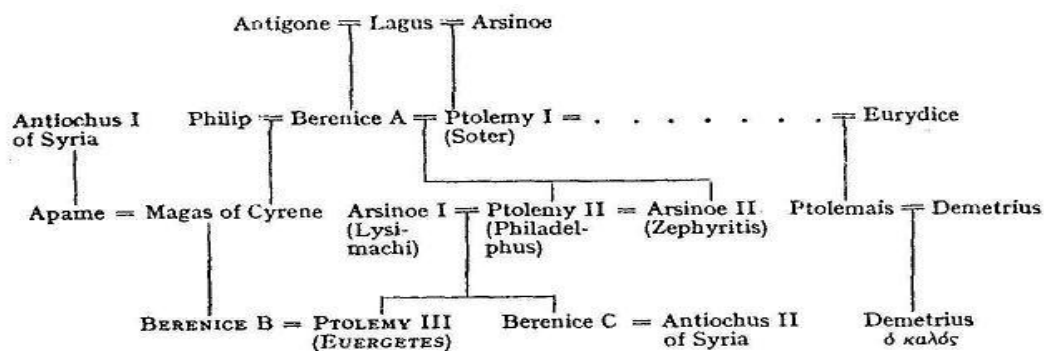 Antigone = Lagus = Arsinoe
Antiochus I
of Syria
Philip = Berenice A = Ptolemy I = . . . . . . . = Eurydice
(Soter)
Apame = Magas of Cyrene
Arsinoe I = Ptolemy II = Arsinoe II
(Lysi-
machi)
(Philadel-
phus)
(Zephyritis)
Ptolemais = Demetrius
BERENICE B = PTOLEMY III
(EUERGETES)
Berenice C = Antiochus II
of Syria
Demetrius
ὁ καλός